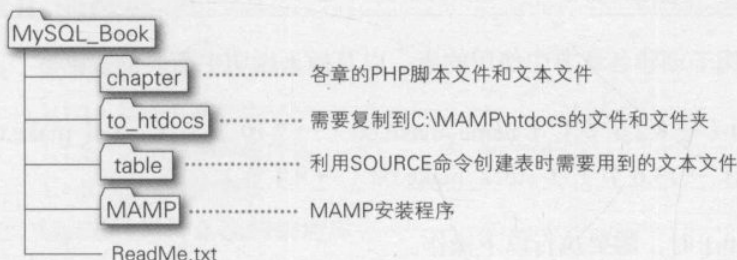 MySQL_Book
chapter 各章的PHP脚本文件和文本文件
to_htdocs 需要复制到C:\MAMP\htdocs的文件和文件夹
table 利用SOURCE命令创建表时需要用到的文本文件
MAMP MAMP安装程序
ReadMe.txt